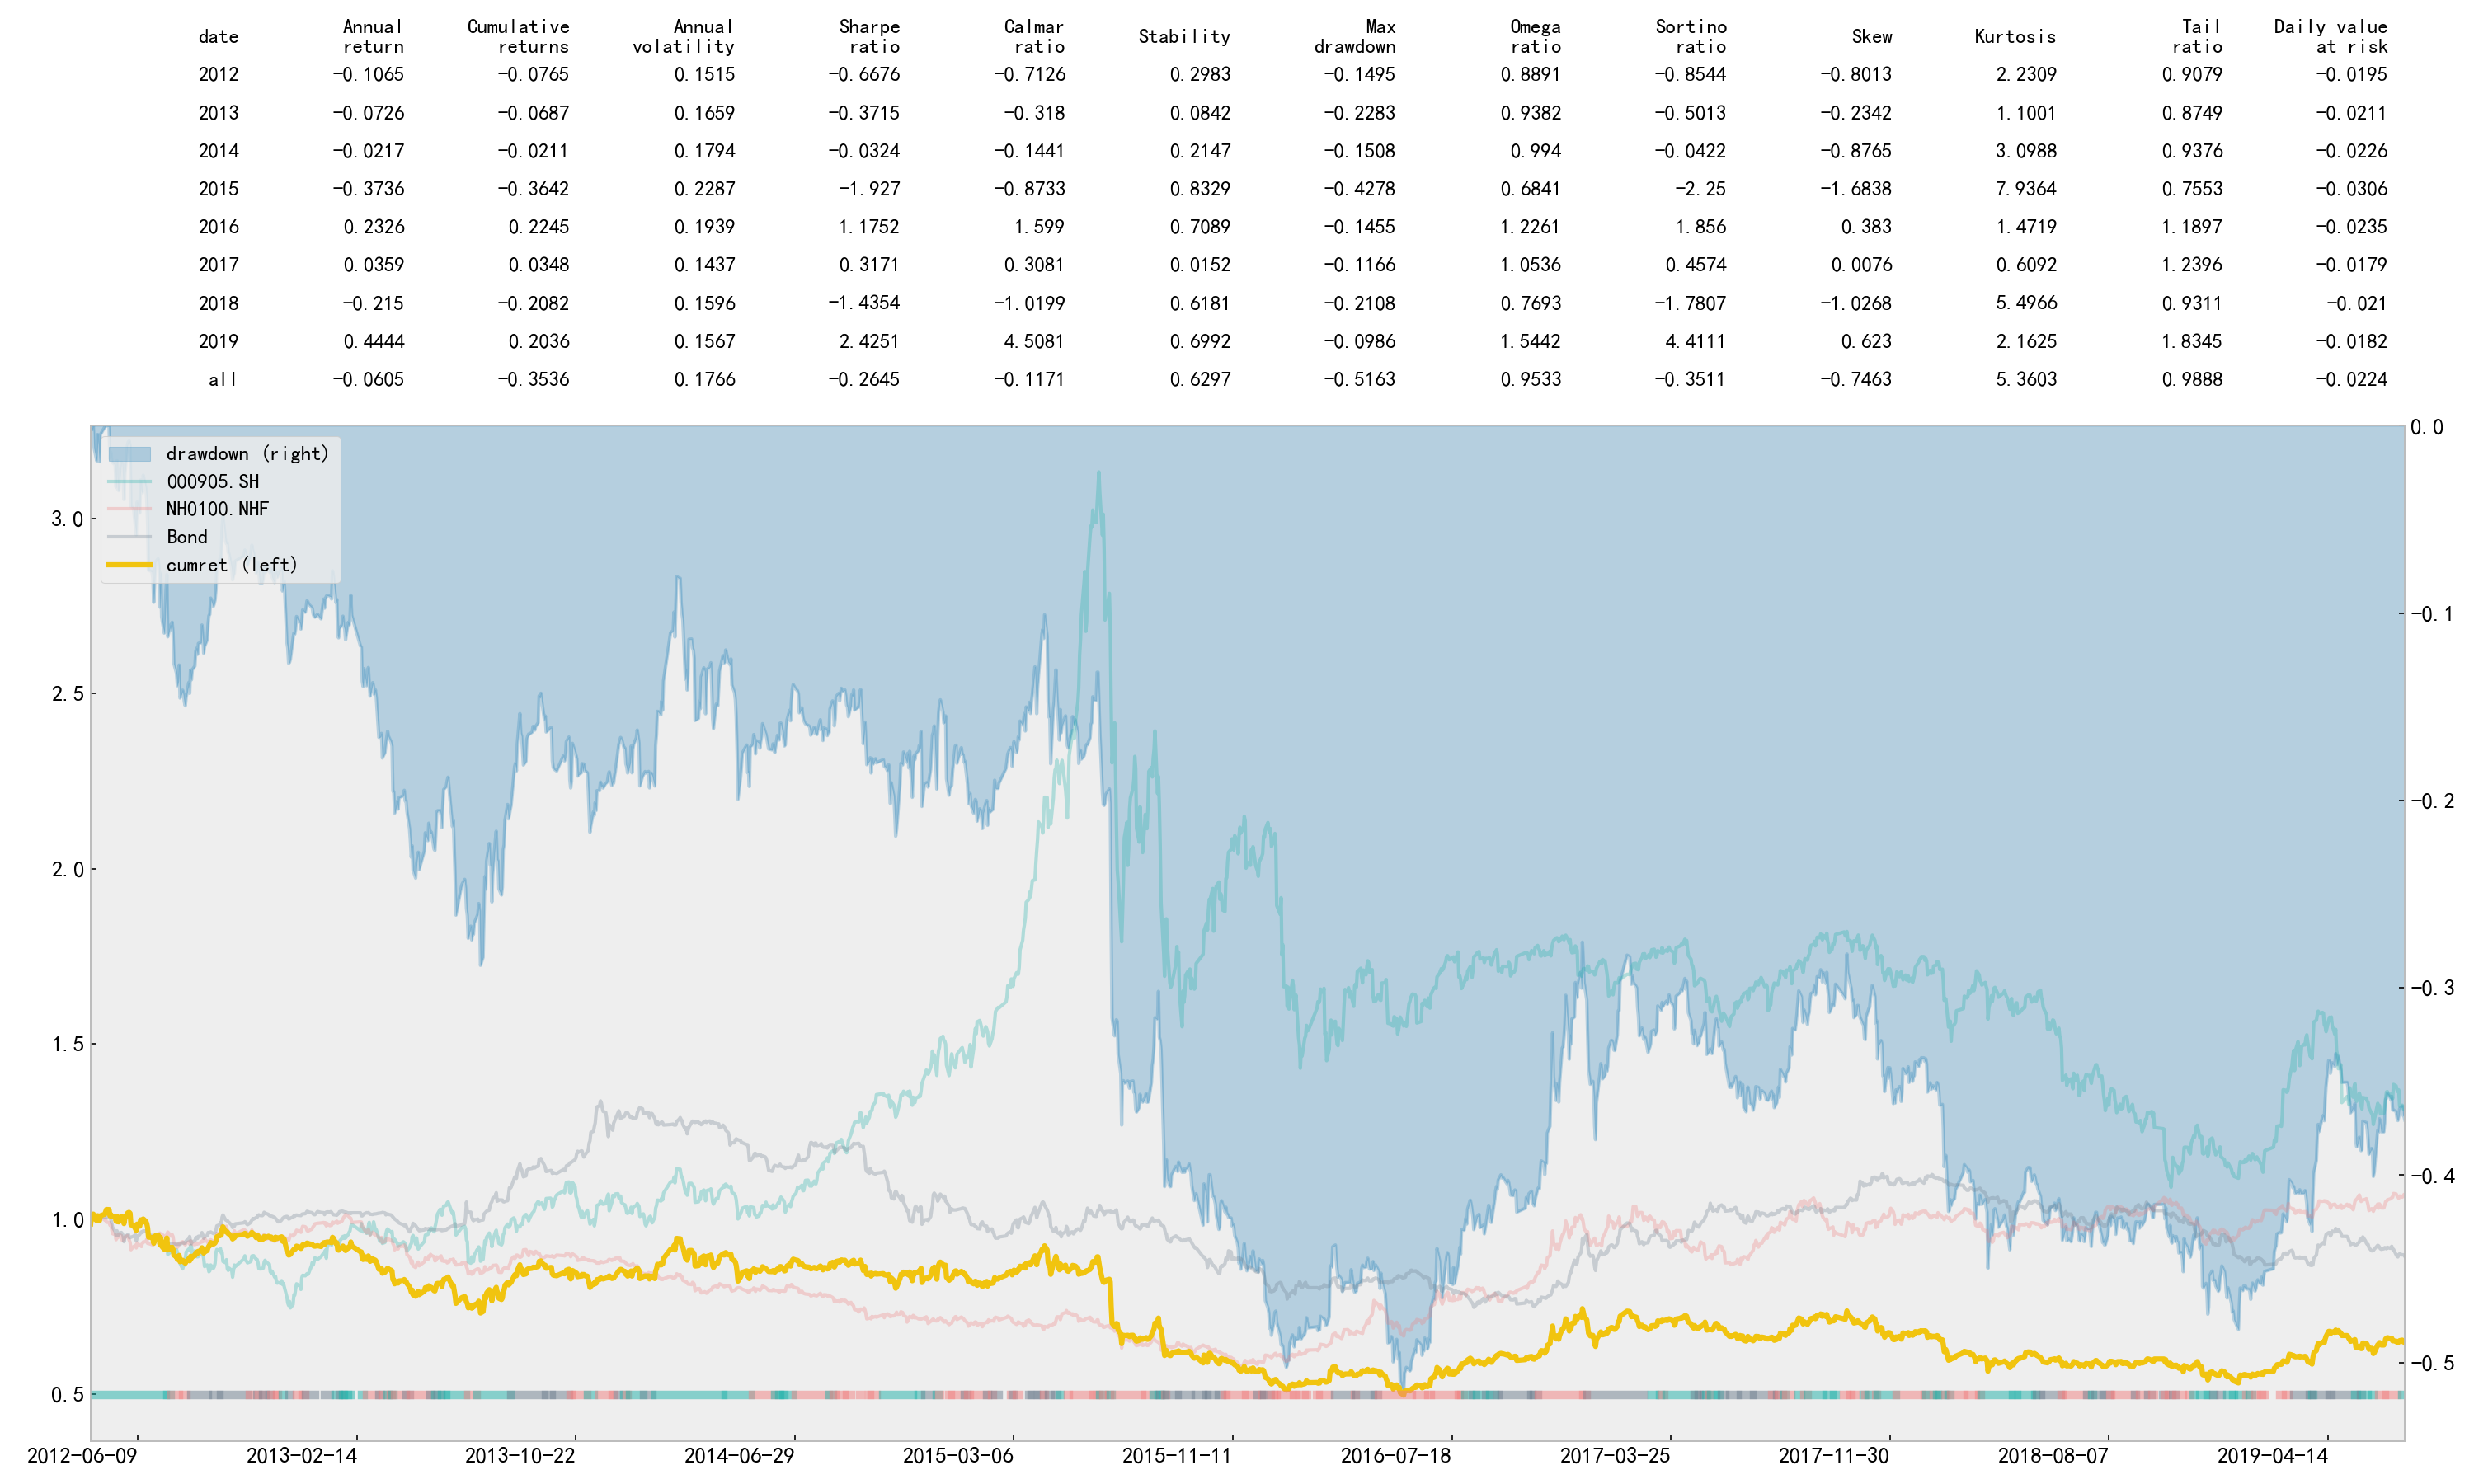 date Annual return Cumulative returns Annual volatility Sharpe ratio Calmar ratio Stability Max drawdown Omega ratio Sortino ratio Skew Kurtosis Tail ratio Daily value at risk
2012 -0.1065 -0.0765 0.1515 -0.6676 -0.7126 0.2983 -0.1495 0.8891 -0.8544 -0.8013 2.2309 0.9079 -0.0195
2013 -0.0726 -0.0687 0.1659 -0.3715 -0.318 0.0842 -0.2283 0.9382 -0.5013 -0.2342 1.1001 0.8749 -0.0211
2014 -0.0217 -0.0211 0.1794 -0.0324 -0.1441 0.2147 -0.1508 0.994 -0.0422 -0.8765 3.0988 0.9376 -0.0226
2015 -0.3736 -0.3642 0.2287 -1.927 -0.8733 0.8329 -0.4278 0.6841 -2.25 -1.6838 7.9364 0.7553 -0.0306
2016 0.2326 0.2245 0.1939 1.1752 1.599 0.7089 -0.1455 1.2261 1.856 0.383 1.4719 1.1897 -0.0235
2017 0.0359 0.0348 0.1437 0.3171 0.3081 0.0152 -0.1166 1.0536 0.4574 0.0076 0.6092 1.2396 -0.0179
2018 -0.215 -0.2082 0.1596 -1.4354 -1.0199 0.6181 -0.2108 0.7693 -1.7807 -1.0268 5.4966 0.9311 -0.021
2019 0.4444 0.2036 0.1567 2.4251 4.5081 0.6992 -0.0986 1.5442 4.4111 0.623 2.1625 1.8345 -0.0182
all -0.0605 -0.3536 0.1766 -0.2645 -0.1171 0.6297 -0.5163 0.9533 -0.3511 -0.7463 5.3603 0.9888 -0.0224
drawdown (right)
000905.SH
NH0100.NHF
Bond
cumret (left)
3.0
2.5
2.0
1.5
1.0
0.5
0.0
-0.1
-0.2
-0.3
-0.4
-0.5
2012-06-09 2013-02-14 2013-10-22 2014-06-29 2015-03-06 2015-11-11 2016-07-18 2017-03-25 2017-11-30 2018-08-07 2019-04-14